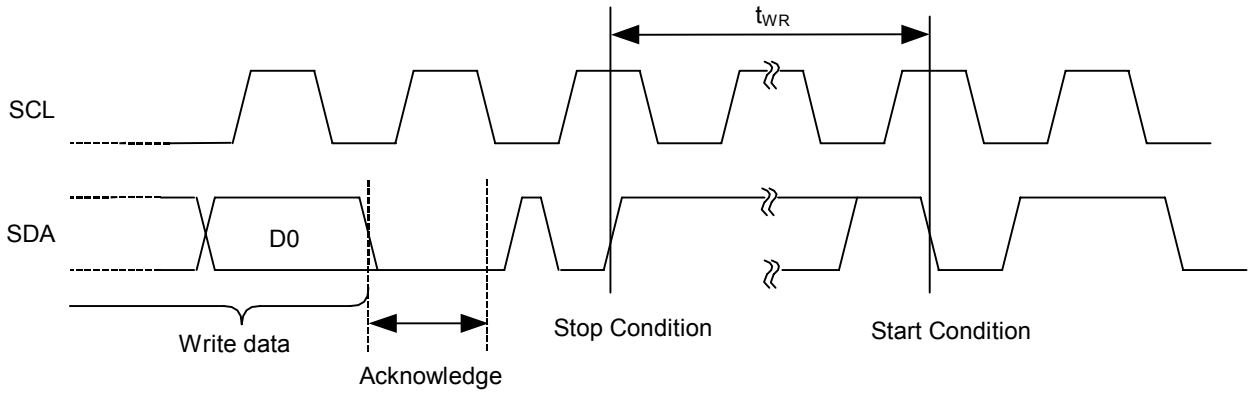 tWR
SCL
SDA
D0
Write data
Acknowledge
Stop Condition
Start Condition